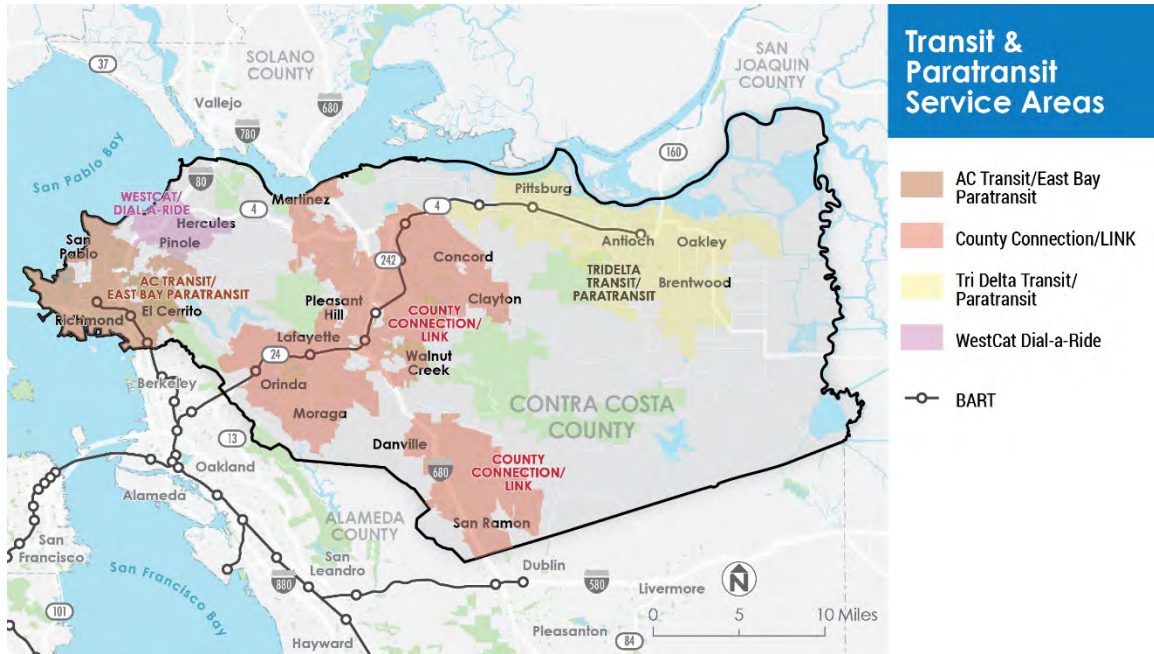 Transit &
Paratransit
Service Areas
AC Transit/East Bay
Paratransit
County Connection/LINK
Tri Delta Transit/
Paratransit
WestCat Dial-a-Ride
BART
37
SOLANO
COUNTY
SAN
JOAQUIN
COUNTY
Vallejo
680
780
160
San Pablo Bay
80
WESTCAT/
DIAL-A-RIDE
Martinez
Pittsburg
4
4
Hercules
San
Pablo
Pinole
Antioch
Oakley
242
Concord
AC TRANSIT/
EAST BAY PARATRANSIT
TRIDELTA
TRANSIT/
PARATRANSIT
Brentwood
Pleasant
Hill
Clayton
Richmond
El Cerrito
COUNTY
CONNECTION/
LINK
Lafayette
24
Walnut
Creek
Berkeley
Orinda
Moraga
CONTRA COSTA
COUNTY
13
Danville
Oakland
680
COUNTY
CONNECTION/
LINK
Alameda
ALAMEDA
COUNTY
San Ramon
San
Francisco
San
Leandro
Dublin
San Francisco Bay
880
580
Livermore
N
101
0
5
10 Miles
Hayward
Pleasanton
84